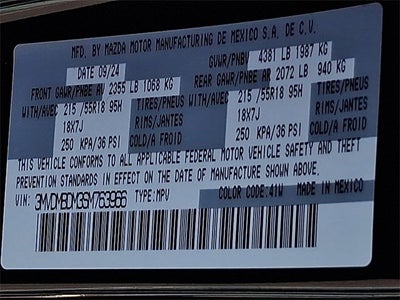 MFD. BY MAZDA MOTOR MANUFACTURING DE MEXICO S.A. DE C.V.
DATE 09/24 GVWR/PNBV 4381 LB 1987 KG
FRONT GAWR/PNBE AV 2355 LB 1068 KG REAR GAWR/PNBE AR 2072 LB 940 KG
WITH/AVEC 215 /55R18 95H TIRES/PNEUS WITH/AVEC 215 /55R18 95H TIRES/PNEUS
18X7J RIMS/JANTES 18X7J RIMS/JANTES
250 KPA/36 PSI COLD/A FROID 250 KPA/36 PSI COLD/A FROID
THIS VEHICLE CONFORMS TO ALL APPLICABLE FEDERAL MOTOR VEHICLE SAFETY AND THEFT
PREVENTION STANDARDS IN EFFECT ON THE DATE OF MANUFACTURE SHOWN ABOVE.
VIN: 3MVDMBDM3SM763966 TYPE:MPV COLOR CODE:41W MADE IN MEXICO